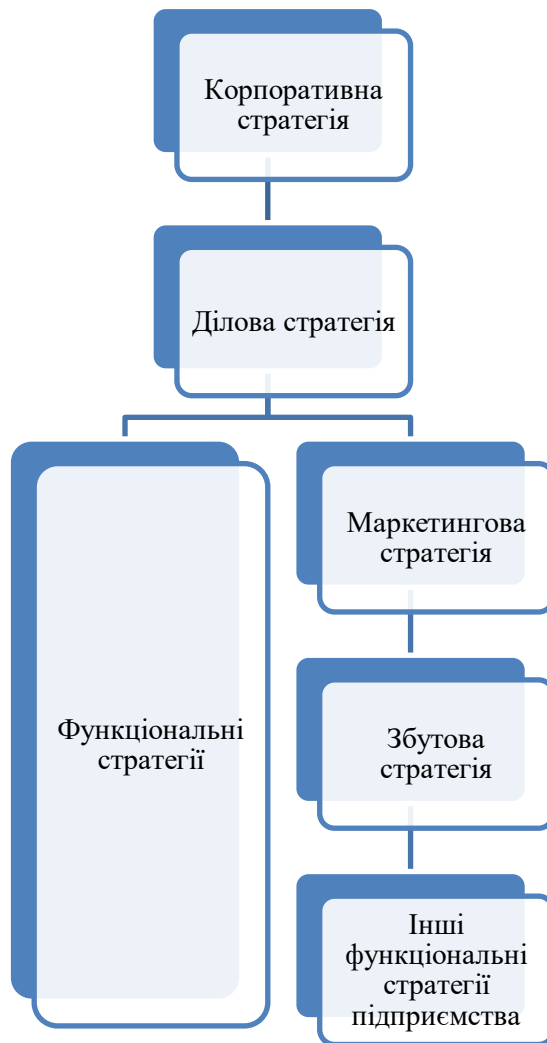 Корпоративна
стратегія
Ділова стратегія
Функціональні
стратегії
Маркетингова
стратегія
Збутова
стратегія
Інші
функціональні
стратегії
підприємства